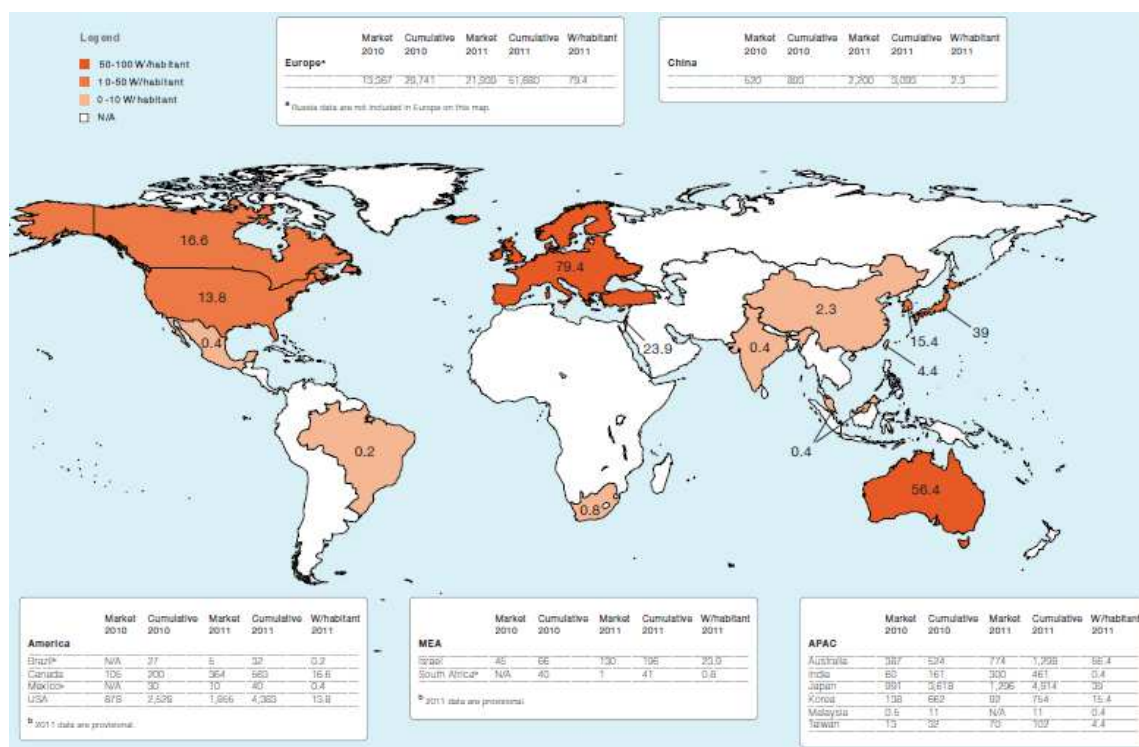 Legend
50-100 W/habitant
10-50 W/habitant
0-10 W/habitant
N/A
Market 2010 Cumulative 2010 Market 2011 Cumulative 2011 W/habitant 2011
Europeᵃ
13,367 29,741 21,939 51,680 79.4
ᵃ Russia data are not included in Europe on this map.
Market 2010 Cumulative 2010 Market 2011 Cumulative 2011 W/habitant 2011
China
520 893 2,200 3,093 2.3
16.6
79.4
13.8
2.3
0.4
39
23.9
0.4
15.4
4.4
0.2
0.4
56.4
0.8
Market 2010 Cumulative 2010 Market 2011 Cumulative 2011 W/habitant 2011
America
Brazilᵇ N/A 27 5 32 0.2
Canada 105 200 364 563 16.6
Mexicoᵇ N/A 30 10 40 0.4
USA 878 2,528 1,855 4,383 13.8
ᵇ 2011 data are provisional.
Market 2010 Cumulative 2010 Market 2011 Cumulative 2011 W/habitant 2011
MEA
Israel 45 66 130 196 23.9
South Africaᵇ N/A 40 1 41 0.8
ᵇ 2011 data are provisional.
Market 2010 Cumulative 2010 Market 2011 Cumulative 2011 W/habitant 2011
APAC
Australia 387 524 774 1,298 56.4
India 60 161 300 461 0.4
Japan 991 3,618 1,296 4,914 39
Korea 138 662 92 754 15.4
Malaysia 0.5 11 N/A 11 0.4
Taiwan 13 32 70 102 4.4